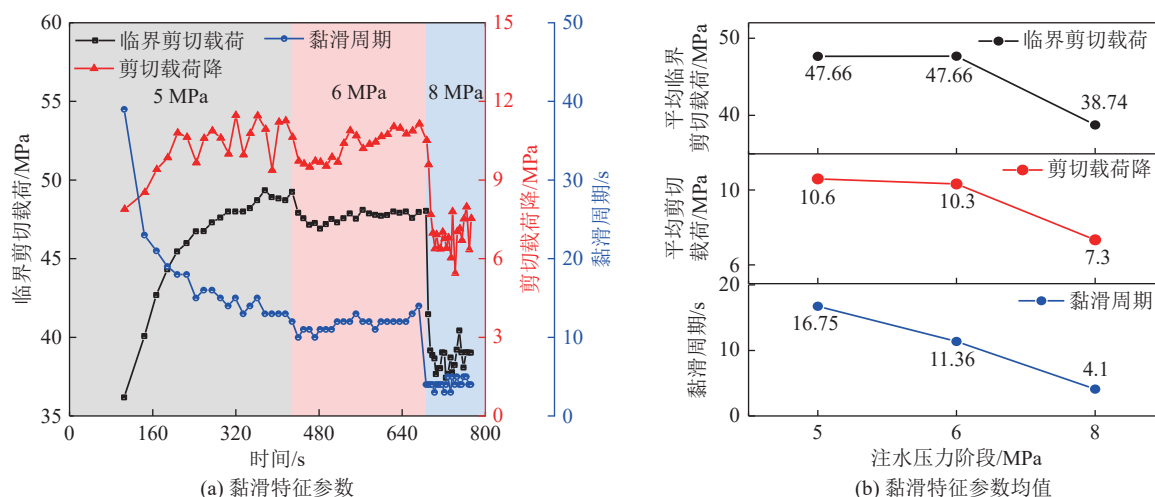 60
55
50
45
40
35
临界剪切载荷/MPa
临界剪切载荷
黏滑周期
剪切载荷降
5 MPa
6 MPa
8 MPa
15
12
9
6
3
0
剪切载荷降/MPa
50
40
30
20
10
0
黏滑周期/s
0
160
320
480
640
800
时间/s
(a) 黏滑特征参数
50
40
平均临界
剪切载荷/MPa
临界剪切载荷
47.66
47.66
38.74
10
6
平均剪切
载荷/MPa
剪切载荷降
10.6
10.3
7.3
20
10
0
黏滑周期/s
黏滑周期
16.75
11.36
4.1
5
6
8
注水压力阶段/MPa
(b) 黏滑特征参数均值